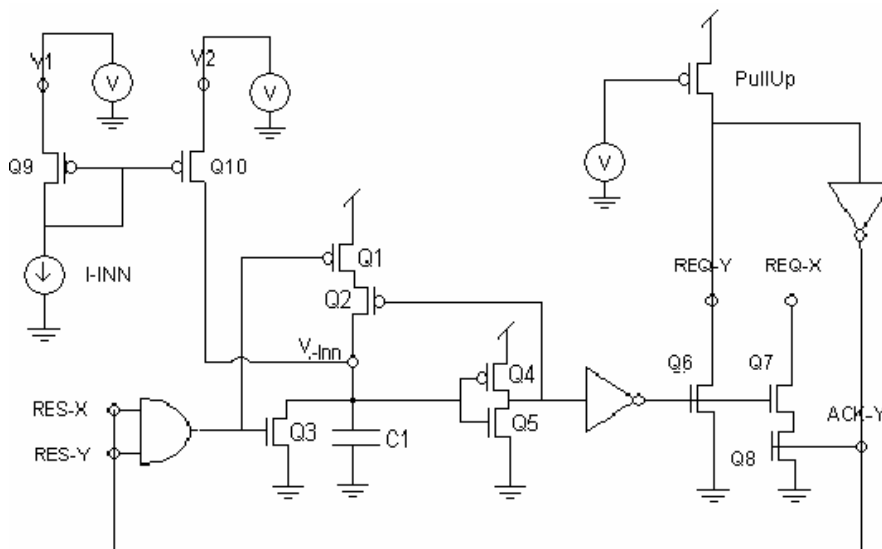 V1
V2
V
V
PullUp
Q9
Q10
V
Q1
I-INN
REQ-Y
REQ-X
Q2
V.-Inn
Q4
Q6
Q7
RES-X
ACK-Y
Q3
C1
Q5
RES-Y
Q8